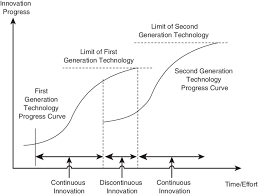 Innovation
Progress
Limit of Second
Generation Technology
Limit of First
Generation Technology
First
Generation
Technology
Progress Curve
Second Generation
Technology
Progress Curve
Time/Effort
Continuous
Innovation
Discontinuous
Innovation
Continuous
Innovation